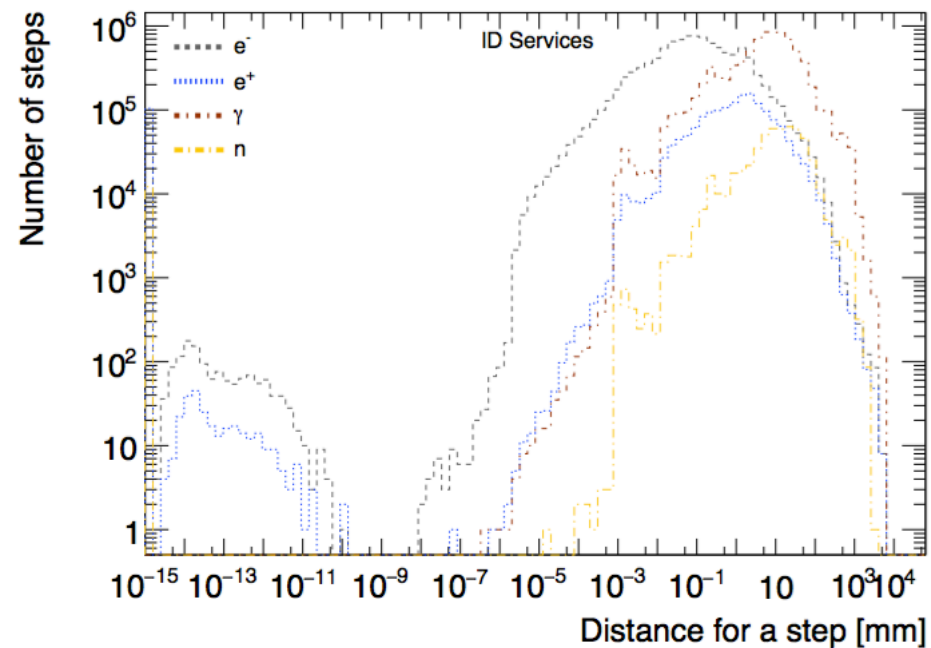 ID Services
Number of steps
e⁻
e⁺
γ
n
10⁶
10⁵
10⁴
10³
10²
10
1
10⁻¹⁵ 10⁻¹³ 10⁻¹¹ 10⁻⁹ 10⁻⁷ 10⁻⁵ 10⁻³ 10⁻¹ 10 10³ 10⁴
Distance for a step [mm]